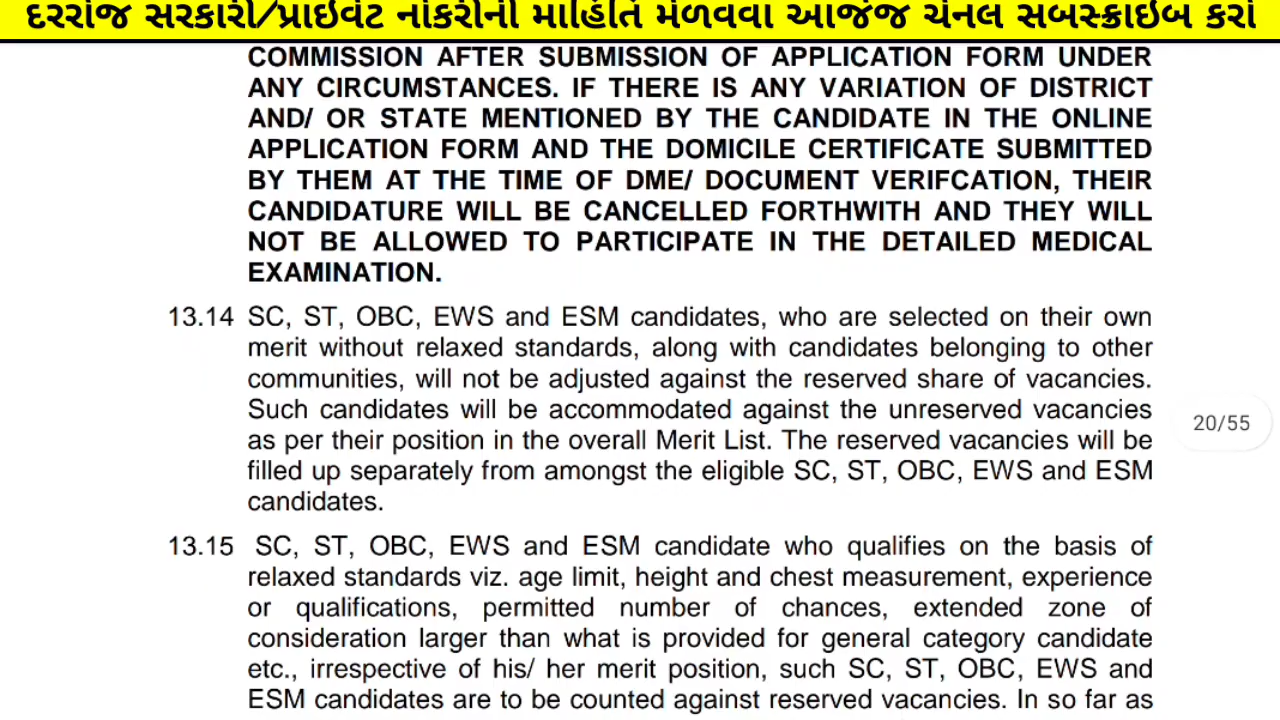 દરરોજ સરકારી/પ્રાઇવેટ નોકરીની માહિતિ મેળવવા આજેજ ચેનલ સબસ્ક્રાઇબ કરો
COMMISSION AFTER SUBMISSION OF APPLICATION FORM UNDER
ANY CIRCUMSTANCES. IF THERE IS ANY VARIATION OF DISTRICT
AND/ OR STATE MENTIONED BY THE CANDIDATE IN THE ONLINE
APPLICATION FORM AND THE DOMICILE CERTIFICATE SUBMITTED
BY THEM AT THE TIME OF DME/ DOCUMENT VERIFCATION, THEIR
CANDIDATURE WILL BE CANCELLED FORTHWITH AND THEY WILL
NOT BE ALLOWED TO PARTICIPATE IN THE DETAILED MEDICAL
EXAMINATION.
13.14 SC, ST, OBC, EWS and ESM candidates, who are selected on their own
merit without relaxed standards, along with candidates belonging to other
communities, will not be adjusted against the reserved share of vacancies.
Such candidates will be accommodated against the unreserved vacancies
as per their position in the overall Merit List. The reserved vacancies will be
filled up separately from amongst the eligible SC, ST, OBC, EWS and ESM
candidates.
20/55
13.15 SC, ST, OBC, EWS and ESM candidate who qualifies on the basis of
relaxed standards viz. age limit, height and chest measurement, experience
or qualifications, permitted number of chances, extended zone of
consideration larger than what is provided for general category candidate
etc., irrespective of his/ her merit position, such SC, ST, OBC, EWS and
ESM candidates are to be counted against reserved vacancies. In so far as